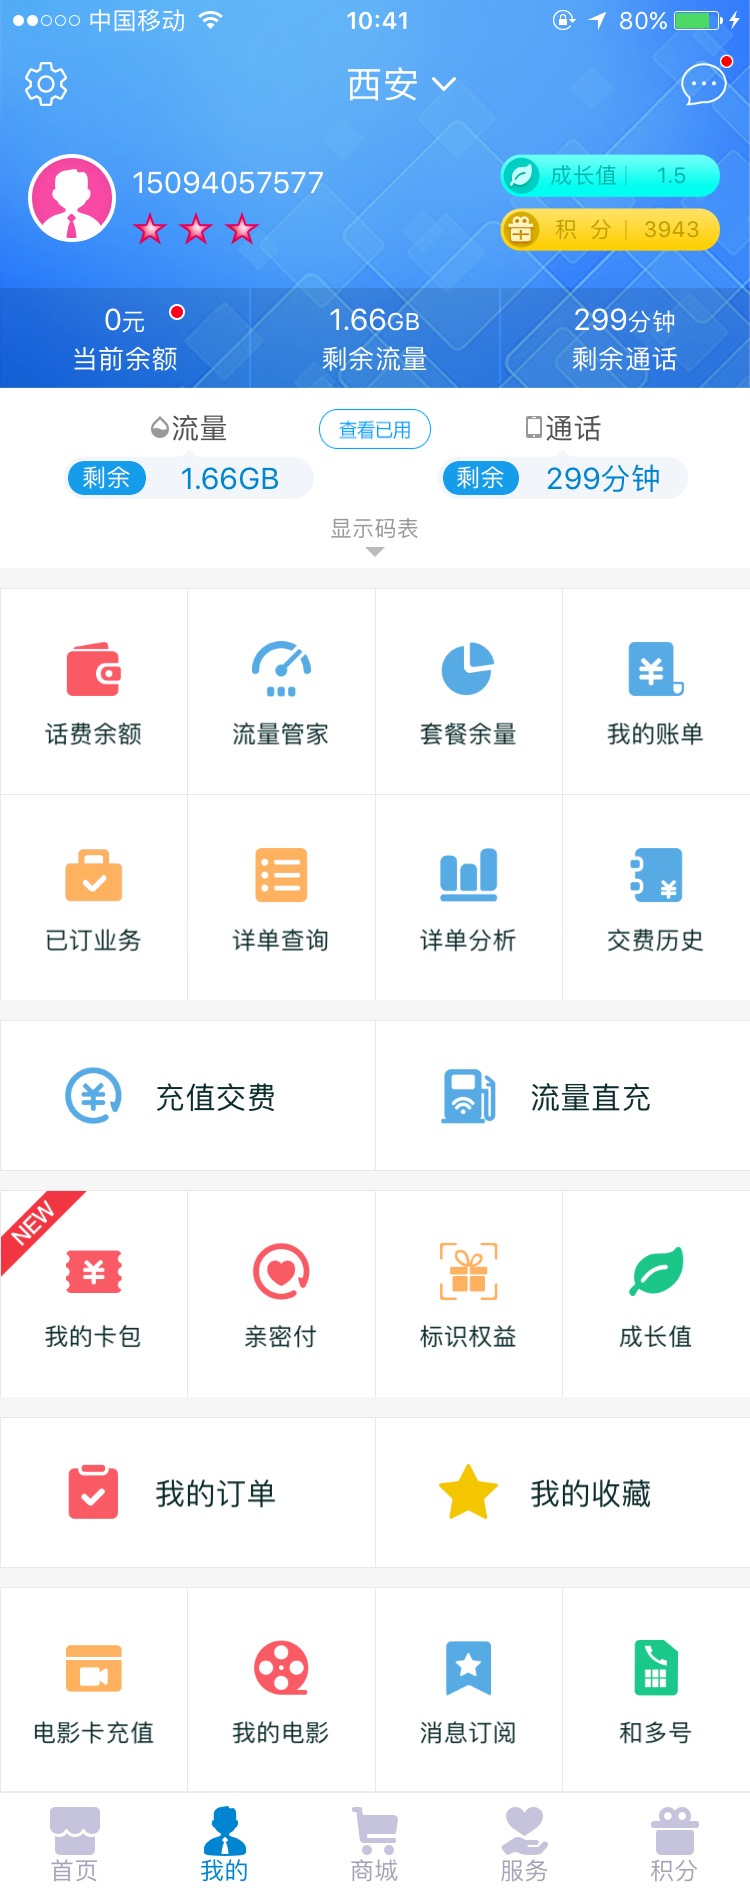 中国移动 10:41 80%
西安
15094057577
成长值 1.5
积 分 3943
0元 1.66GB 299分钟
当前余额 剩余流量 剩余通话
流量 查看已用 通话
剩余 1.66GB 剩余 299分钟
显示码表
话费余额 流量管家 套餐余量 我的账单
已订业务 详单查询 详单分析 交费历史
充值交费 流量直充
NEW
我的卡包 亲密付 标识权益 成长值
我的订单 我的收藏
电影卡充值 我的电影 消息订阅 和多号
首页 我的 商城 服务 积分